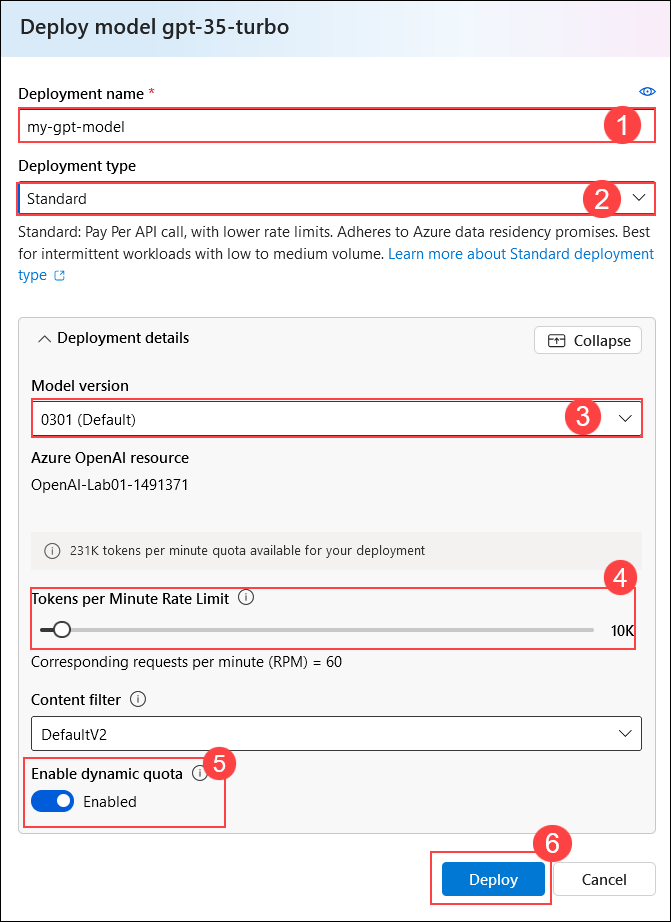 Deploy model gpt-35-turbo
Deployment name *
my-gpt-model
1
Deployment type
Standard
2
Standard: Pay Per API call, with lower rate limits. Adheres to Azure data residency promises. Best
for intermittent workloads with low to medium volume. Learn more about Standard deployment
type
Deployment details
Collapse
Model version
0301 (Default)
3
Azure OpenAI resource
OpenAI-Lab01-1491371
231K tokens per minute quota available for your deployment
4
Tokens per Minute Rate Limit
10K
Corresponding requests per minute (RPM) = 60
Content filter
DefaultV2
5
Enable dynamic quota
Enabled
6
Deploy
Cancel